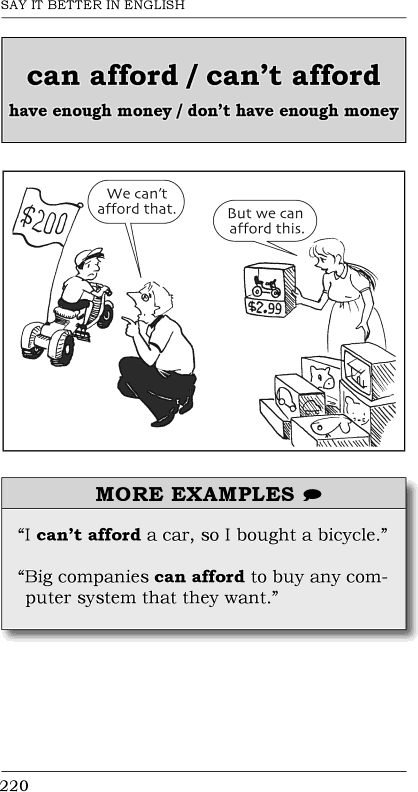 SAY IT BETTER IN ENGLISH
can afford / can't afford
have enough money / don't have enough money
$200
We can't
afford that.
But we can
afford this.
$2.99
MORE EXAMPLES
“I can't afford a car, so I bought a bicycle.”
“Big companies can afford to buy any com-
puter system that they want.”
220